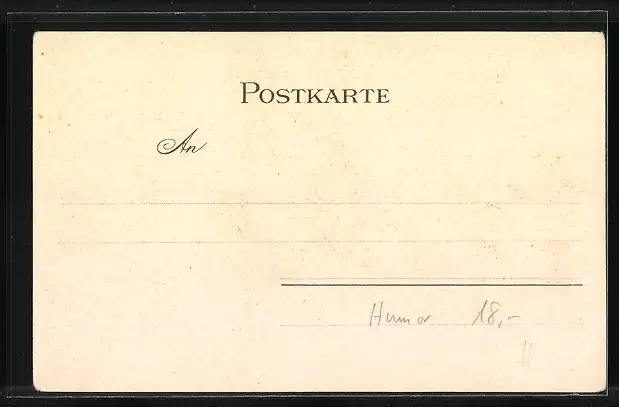 POSTKARTE
An
Humor 18,-